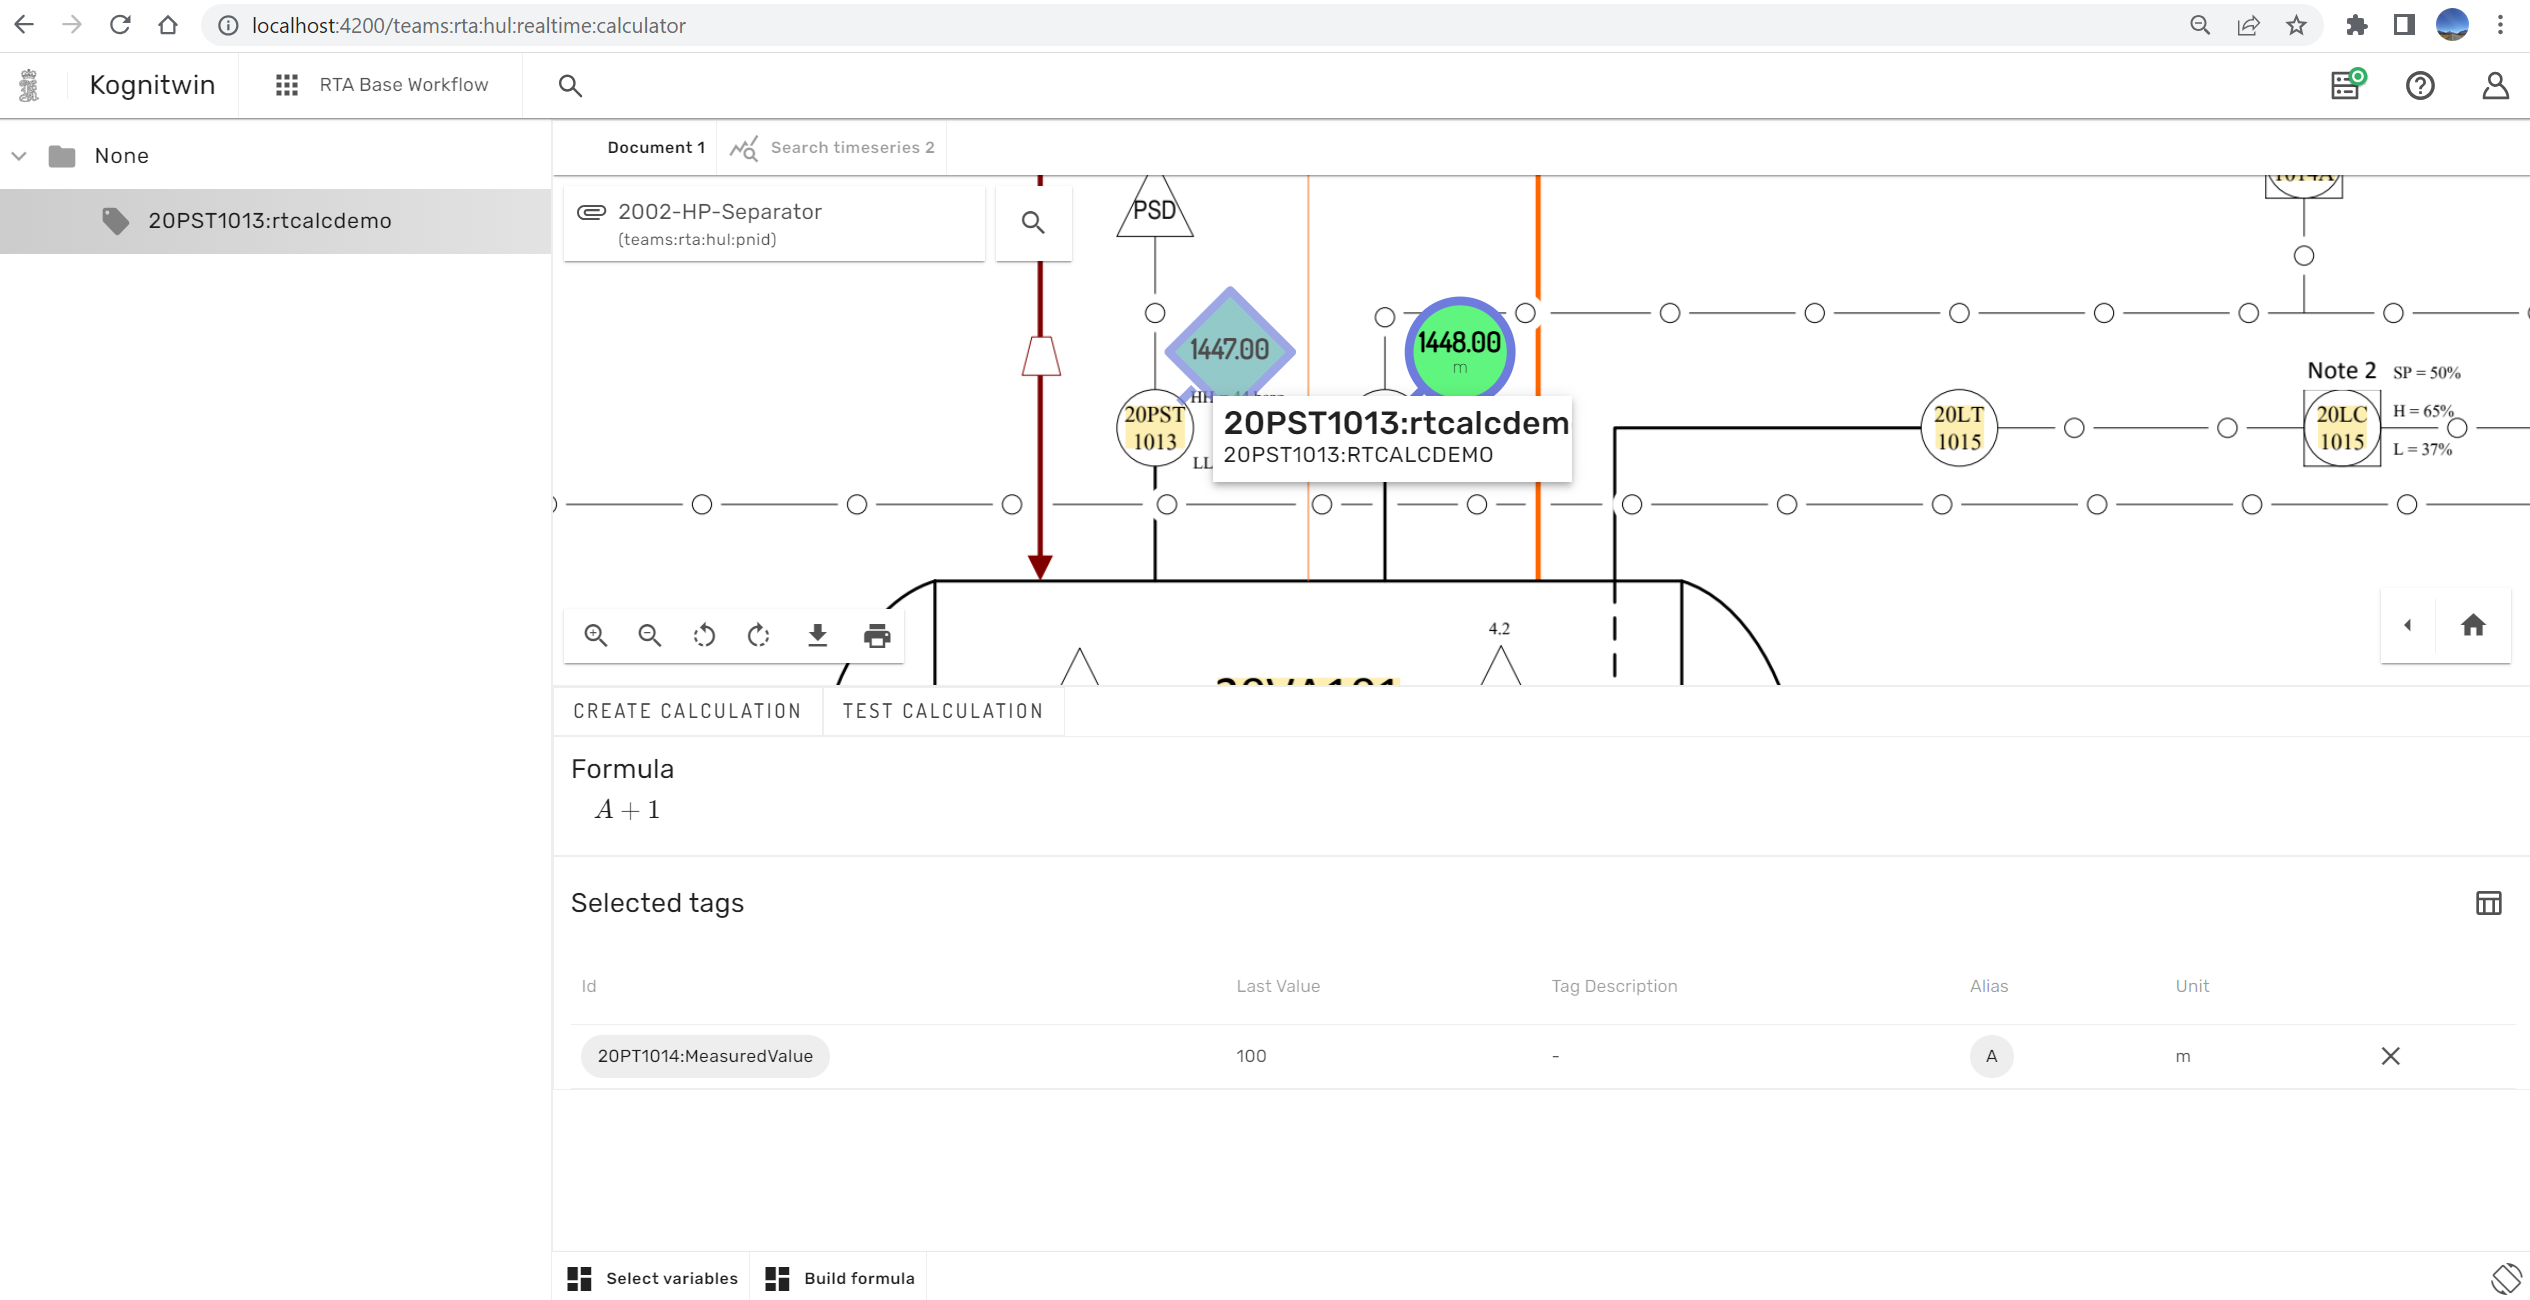 localhost:4200/teams:rta:hul:realtime:calculator
Kognitwin
RTA Base Workflow
None
20PST1013:rtcalcdemo
Document 1
Search timeseries 2
2002-HP-Separator
(teams:rta:hul:pnid)
PSD
1014A
1447.00
1448.00
m
20PST
1013
HH
LL
20PST1013:rtcalcdem
20PST1013:RTCALCDEMO
20LT
1015
Note 2
SP = 50%
20LC
1015
H = 65%
L = 37%
4.2
20VA101
CREATE CALCULATION
TEST CALCULATION
Formula
A + 1
Selected tags
Id
Last Value
Tag Description
Alias
Unit
20PT1014:MeasuredValue
100
-
A
m
Select variables
Build formula